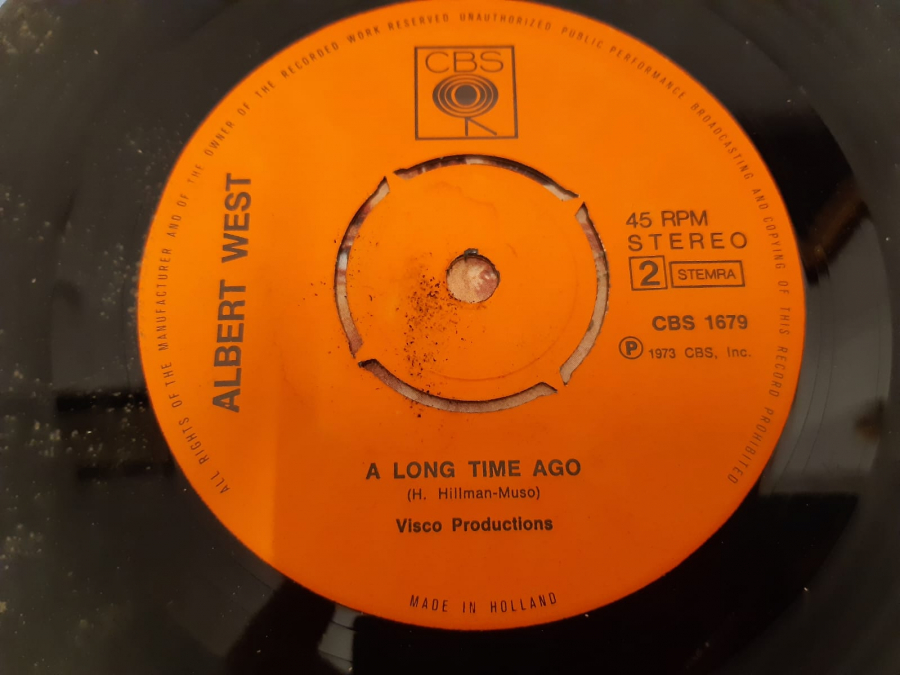 ALL RIGHTS OF THE MANUFACTURER AND OF THE OWNER OF THE RECORDED WORK RESERVED UNAUTHORIZED PUBLIC PERFORMANCE BROADCASTING AND COPYING OF THIS RECORD PROHIBITED
CBS
ALBERT WEST
45 RPM
STEREO
2 STEMRA
CBS 1679
Ⓟ 1973 CBS, Inc.
A LONG TIME AGO
(H. Hillman-Muso)
Visco Productions
MADE IN HOLLAND